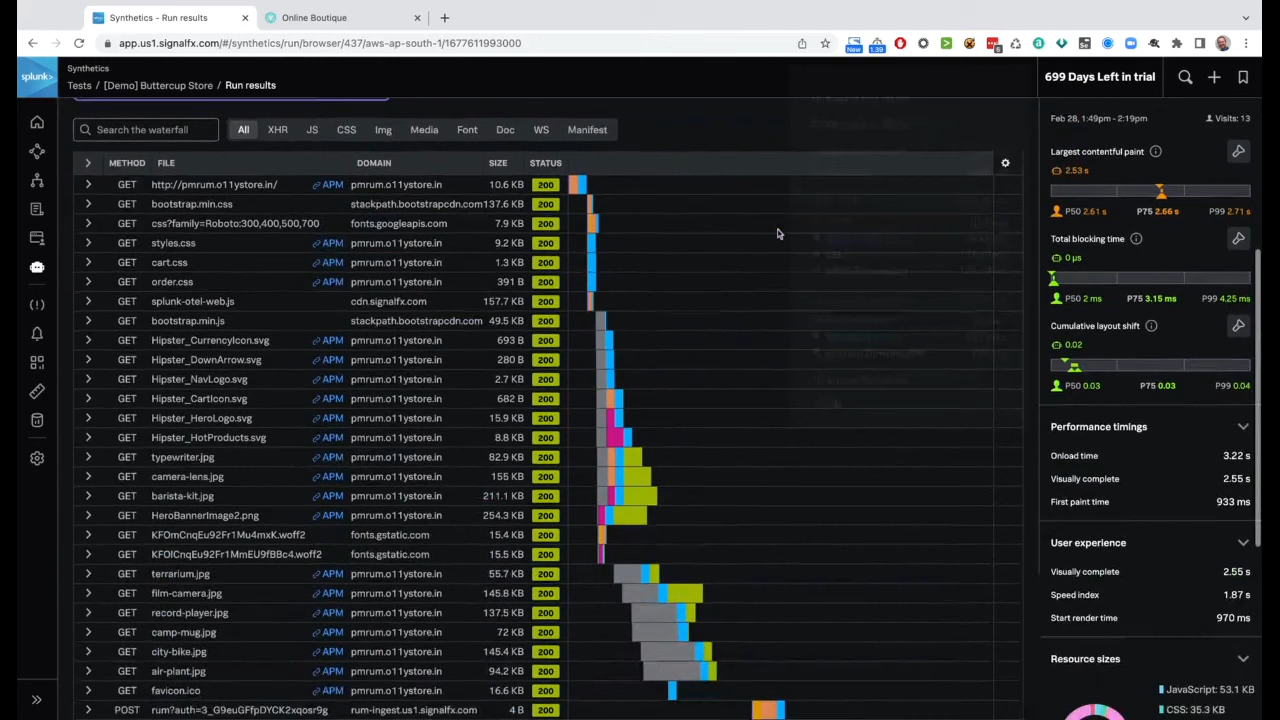 Synthetics - Run results
Online Boutique
app.us1.signalfx.com/#/synthetics/run/browser/437/aws-ap-south-1/1677611993000
New
1.39
6
splunk>
Synthetics
Tests / [Demo] Buttercup Store / Run results
699 Days Left in trial
Search the waterfall
All XHR JS CSS Img Media Font Doc WS Manifest
METHOD FILE DOMAIN SIZE STATUS
GET http://pmrum.o11ystore.in/ APM pmrum.o11ystore.in 10.6 KB 200
GET bootstrap.min.css stackpath.bootstrapcdn.com 137.6 KB 200
GET css?family=Roboto:300,400,500,700 fonts.googleapis.com 7.9 KB 200
GET styles.css APM pmrum.o11ystore.in 9.2 KB 200
GET cart.css APM pmrum.o11ystore.in 1.3 KB 200
GET order.css APM pmrum.o11ystore.in 391 B 200
GET splunk-otel-web.js cdn.signalfx.com 157.7 KB 200
GET bootstrap.min.js stackpath.bootstrapcdn.com 49.5 KB 200
GET Hipster_CurrencyIcon.svg APM pmrum.o11ystore.in 693 B 200
GET Hipster_DownArrow.svg APM pmrum.o11ystore.in 280 B 200
GET Hipster_NavLogo.svg APM pmrum.o11ystore.in 2.7 KB 200
GET Hipster_CartIcon.svg APM pmrum.o11ystore.in 682 B 200
GET Hipster_HeroLogo.svg APM pmrum.o11ystore.in 15.9 KB 200
GET Hipster_HotProducts.svg APM pmrum.o11ystore.in 8.8 KB 200
GET typewriter.jpg APM pmrum.o11ystore.in 82.9 KB 200
GET camera-lens.jpg APM pmrum.o11ystore.in 155 KB 200
GET barista-kit.jpg APM pmrum.o11ystore.in 211.1 KB 200
GET HeroBannerImage2.png APM pmrum.o11ystore.in 254.3 KB 200
GET KFOmCnqEu92Fr1Mu4mxK.woff2 fonts.gstatic.com 15.4 KB 200
GET KFOlCnqEu92Fr1MmEU9fBBc4.woff2 fonts.gstatic.com 15.5 KB 200
GET terrarium.jpg APM pmrum.o11ystore.in 55.7 KB 200
GET film-camera.jpg APM pmrum.o11ystore.in 145.8 KB 200
GET record-player.jpg APM pmrum.o11ystore.in 137.5 KB 200
GET camp-mug.jpg APM pmrum.o11ystore.in 72 KB 200
GET city-bike.jpg APM pmrum.o11ystore.in 145.4 KB 200
GET air-plant.jpg APM pmrum.o11ystore.in 94.2 KB 200
GET favicon.ico APM pmrum.o11ystore.in 16.6 KB 200
POST rum?auth=3_G9euGFfpDYCK2xqosr9g rum-ingest.us1.signalfx.com 4 B 200
Feb 28, 1:49pm - 2:19pm Visits: 13
Largest contentful paint
2.53 s
P50 2.61 s P75 2.66 s P99 2.71 s
Total blocking time
0 μs
P50 2 ms P75 3.15 ms P99 4.25 ms
Cumulative layout shift
0.02
P50 0.03 P75 0.03 P99 0.04
Performance timings
Onload time 3.22 s
Visually complete 2.55 s
First paint time 933 ms
User experience
Visually complete 2.55 s
Speed index 1.87 s
Start render time 970 ms
Resource sizes
JavaScript: 53.1 KB
CSS: 35.3 KB